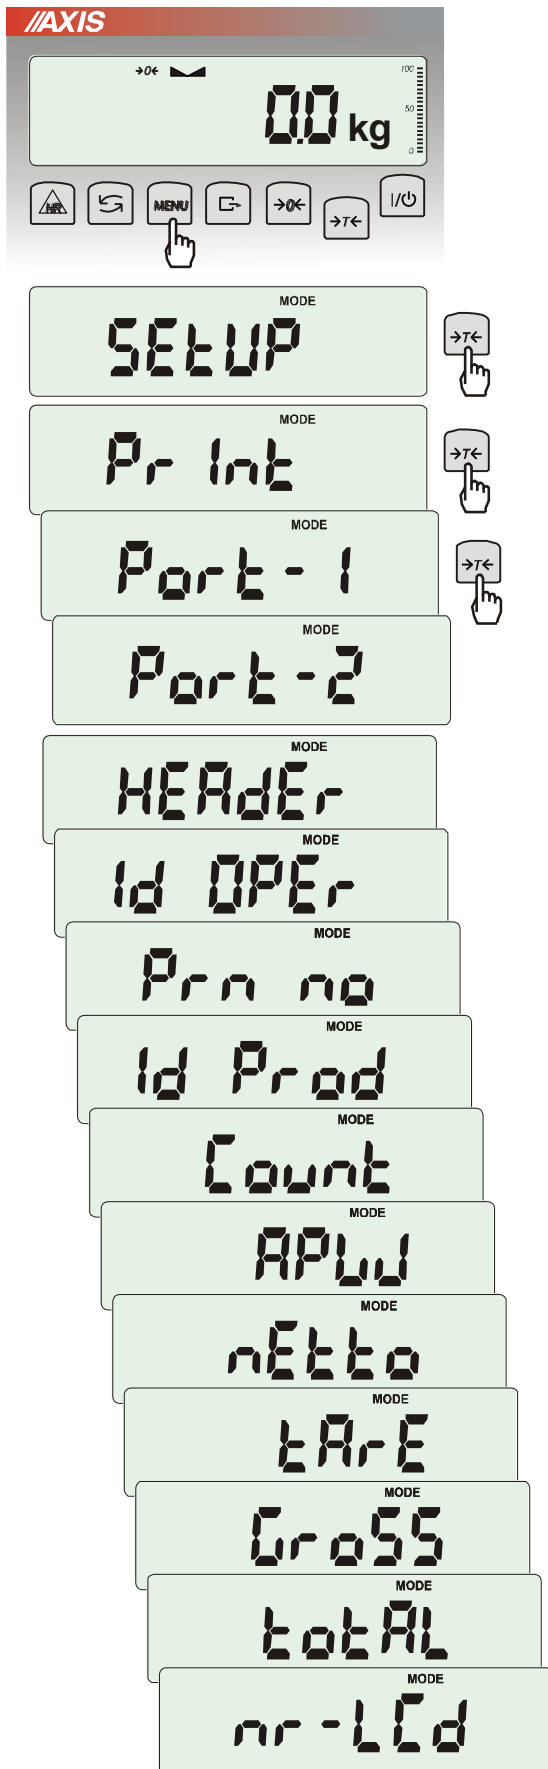 AXIS
→0←
0.0 kg
100
50
0
HR
MENU
→0←
→T←
I/
MODE
SEtUP
→T←
MODE
Pr Int
→T←
MODE
Port-1
→T←
MODE
Port-2
MODE
HEAdEr
MODE
Id OPEr
MODE
Prn no
MODE
Id Prod
MODE
Count
MODE
APW
MODE
nEtto
MODE
tArE
MODE
GroSS
MODE
totAL
MODE
nr-LCd